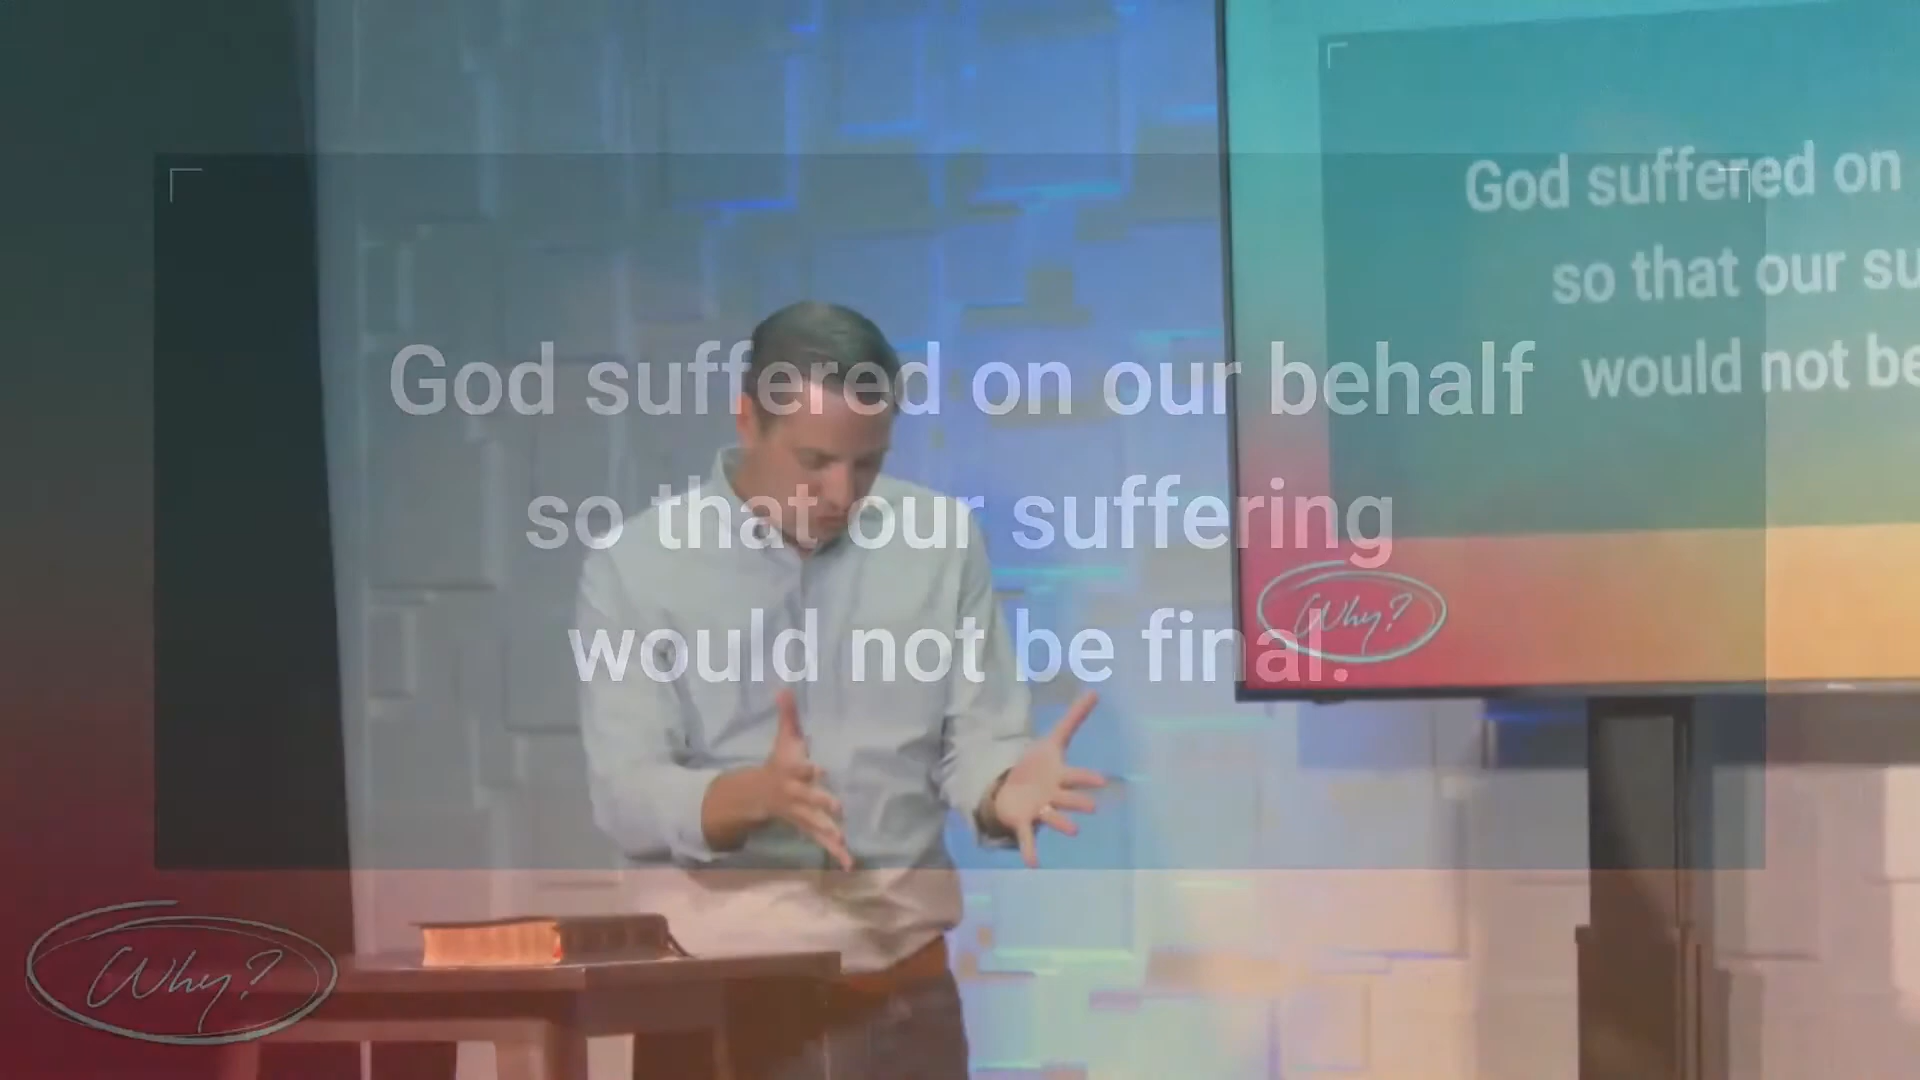 God suffered on our behalf
so that our suffering
would not be final.
Why?
God suffered on
so that our su
would not be
Why?